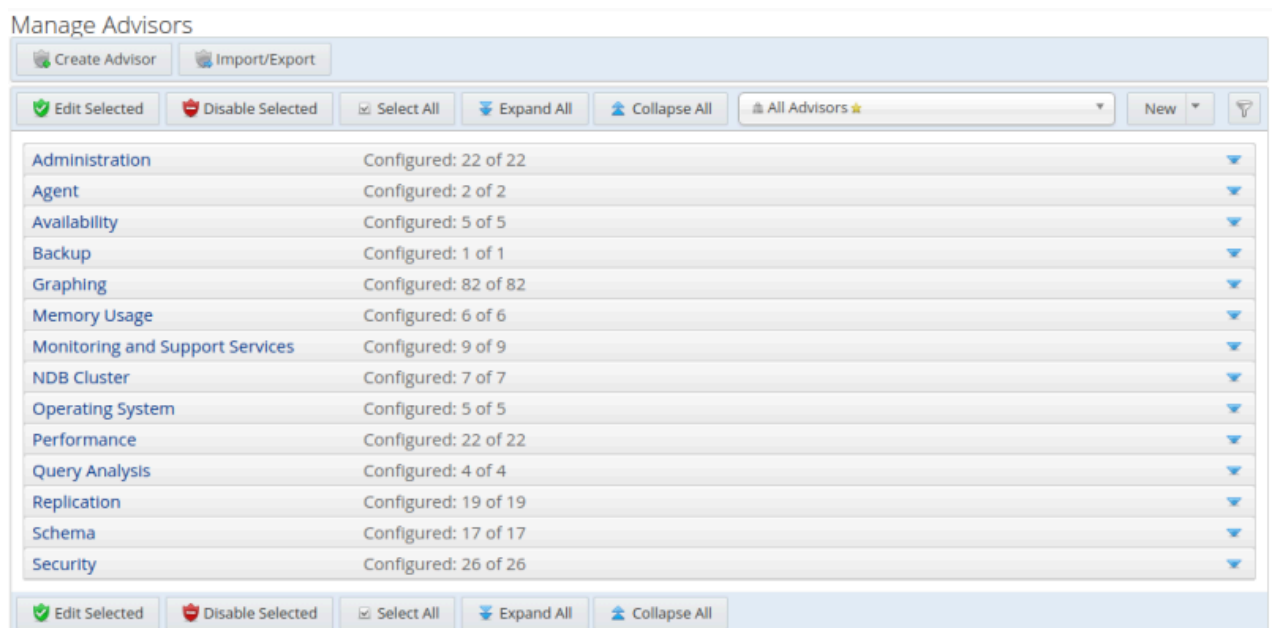 Manage Advisors
Create Advisor Import/Export
Edit Selected Disable Selected Select All Expand All Collapse All All Advisors New
Administration Configured: 22 of 22
Agent Configured: 2 of 2
Availability Configured: 5 of 5
Backup Configured: 1 of 1
Graphing Configured: 82 of 82
Memory Usage Configured: 6 of 6
Monitoring and Support Services Configured: 9 of 9
NDB Cluster Configured: 7 of 7
Operating System Configured: 5 of 5
Performance Configured: 22 of 22
Query Analysis Configured: 4 of 4
Replication Configured: 19 of 19
Schema Configured: 17 of 17
Security Configured: 26 of 26
Edit Selected Disable Selected Select All Expand All Collapse All